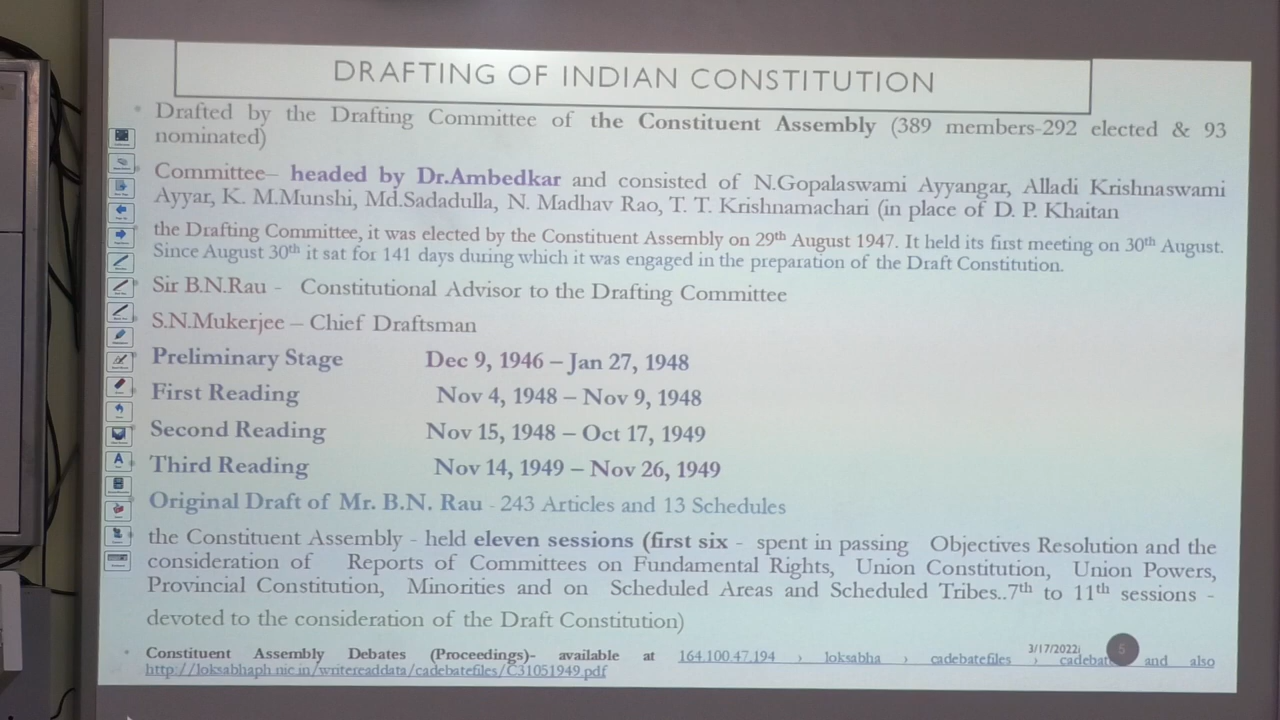 DRAFTING OF INDIAN CONSTITUTION
Drafted by the Drafting Committee of the Constituent Assembly (389 members-292 elected & 93
nominated)
Committee– headed by Dr.Ambedkar and consisted of N.Gopalaswami Ayyangar, Alladi Krishnaswami
Ayyar, K. M.Munshi, Md.Sadadulla, N. Madhav Rao, T. T. Krishnamachari (in place of D. P. Khaitan
the Drafting Committee, it was elected by the Constituent Assembly on 29th August 1947. It held its first meeting on 30th August.
Since August 30th it sat for 141 days during which it was engaged in the preparation of the Draft Constitution.
Sir B.N.Rau - Constitutional Advisor to the Drafting Committee
S.N.Mukerjee – Chief Draftsman
Preliminary Stage Dec 9, 1946 – Jan 27, 1948
First Reading Nov 4, 1948 – Nov 9, 1948
Second Reading Nov 15, 1948 – Oct 17, 1949
Third Reading Nov 14, 1949 – Nov 26, 1949
Original Draft of Mr. B.N. Rau - 243 Articles and 13 Schedules
the Constituent Assembly - held eleven sessions (first six - spent in passing Objectives Resolution and the
consideration of Reports of Committees on Fundamental Rights, Union Constitution, Union Powers,
Provincial Constitution, Minorities and on Scheduled Areas and Scheduled Tribes..7th to 11th sessions -
devoted to the consideration of the Draft Constitution)
3/17/2022
5
Constituent Assembly Debates (Proceedings)- available at 164.100.47.194 › loksabha › cadebatefiles › and also
http://loksabhaph.nic.in/writereaddata/cadebatefiles/C31051949.pdf